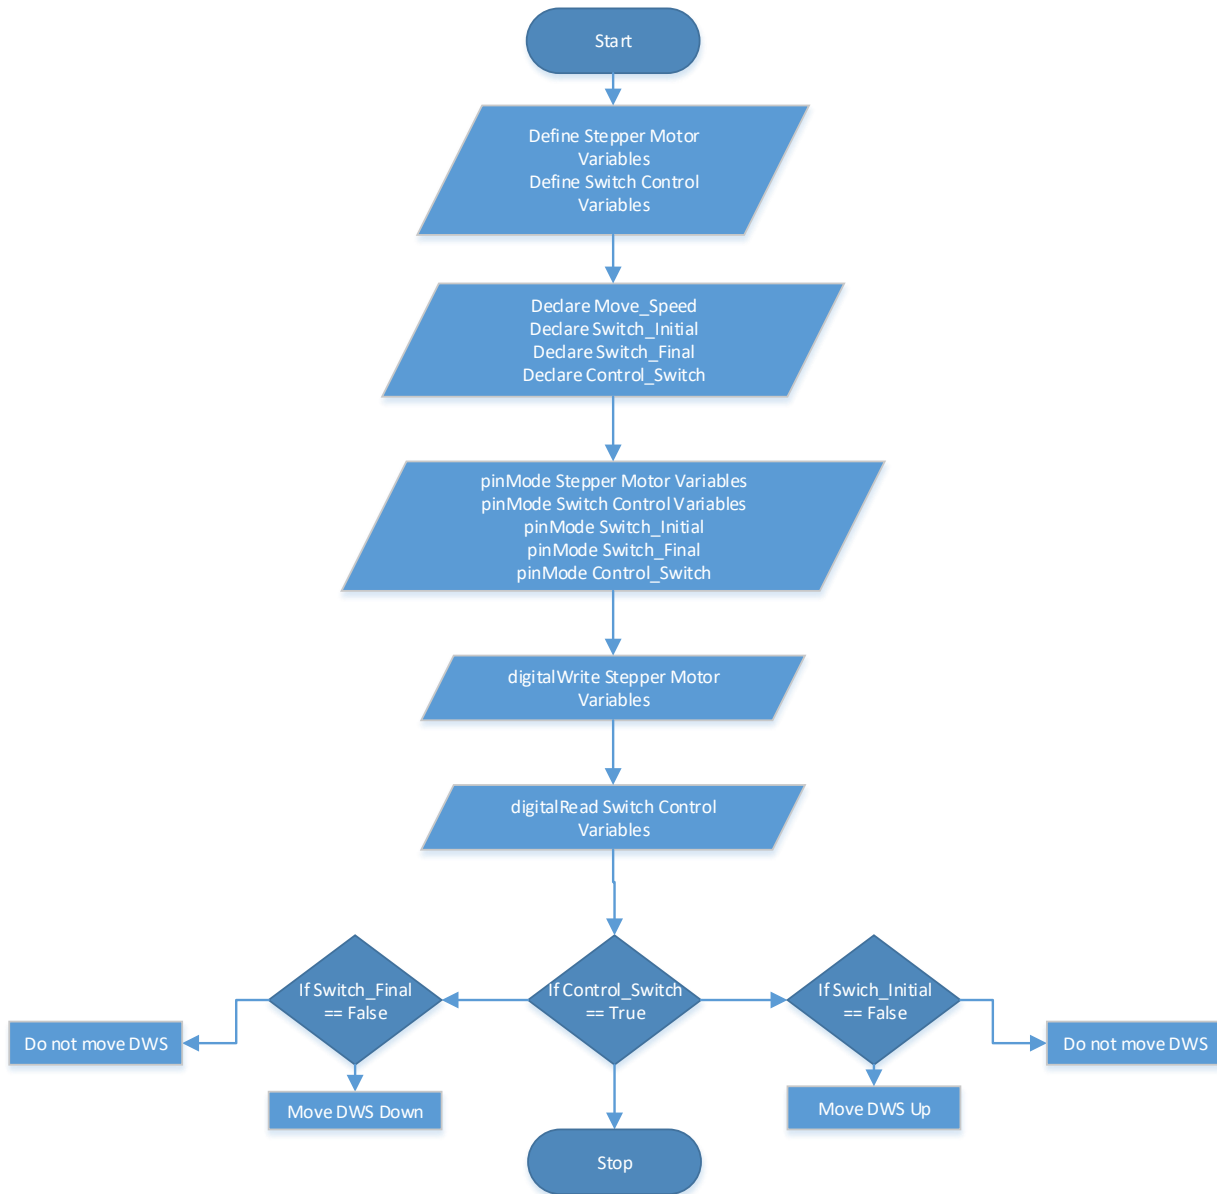 Start
Define Stepper Motor
Variables
Define Switch Control
Variables
Declare Move_Speed
Declare Switch_Initial
Declare Switch_Final
Declare Control_Switch
pinMode Stepper Motor Variables
pinMode Switch Control Variables
pinMode Switch_Initial
pinMode Switch_Final
pinMode Control_Switch
digitalWrite Stepper Motor
Variables
digitalRead Switch Control
Variables
If Switch_Final
== False
If Control_Switch
== True
If Swich_Initial
== False
Do not move DWS
Do not move DWS
Move DWS Down
Move DWS Up
Stop